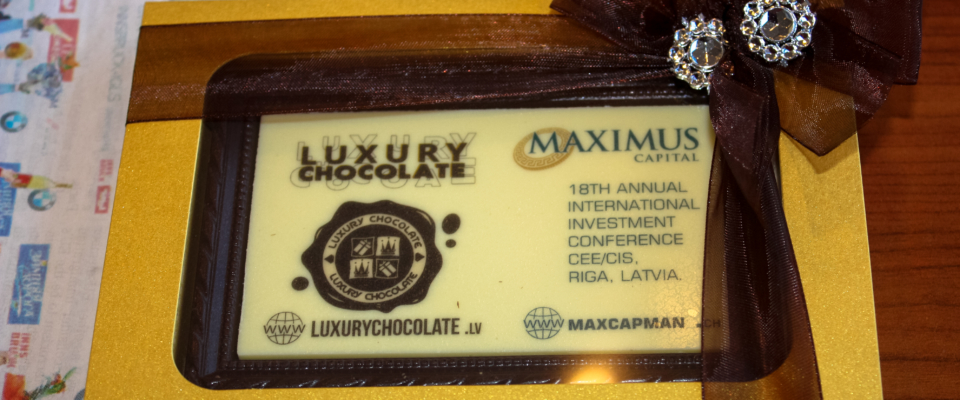 LUXURY
CHOCOLATE
LUXURY CHOCOLATE
LUXURY CHOCOLATE
WWW
LUXURYCHOCOLATE .LV
MAXIMUS
CAPITAL
18TH ANNUAL
INTERNATIONAL
INVESTMENT
CONFERENCE
CEE/CIS,
RIGA, LATVIA.
WWW
MAXCAPMAN .CH